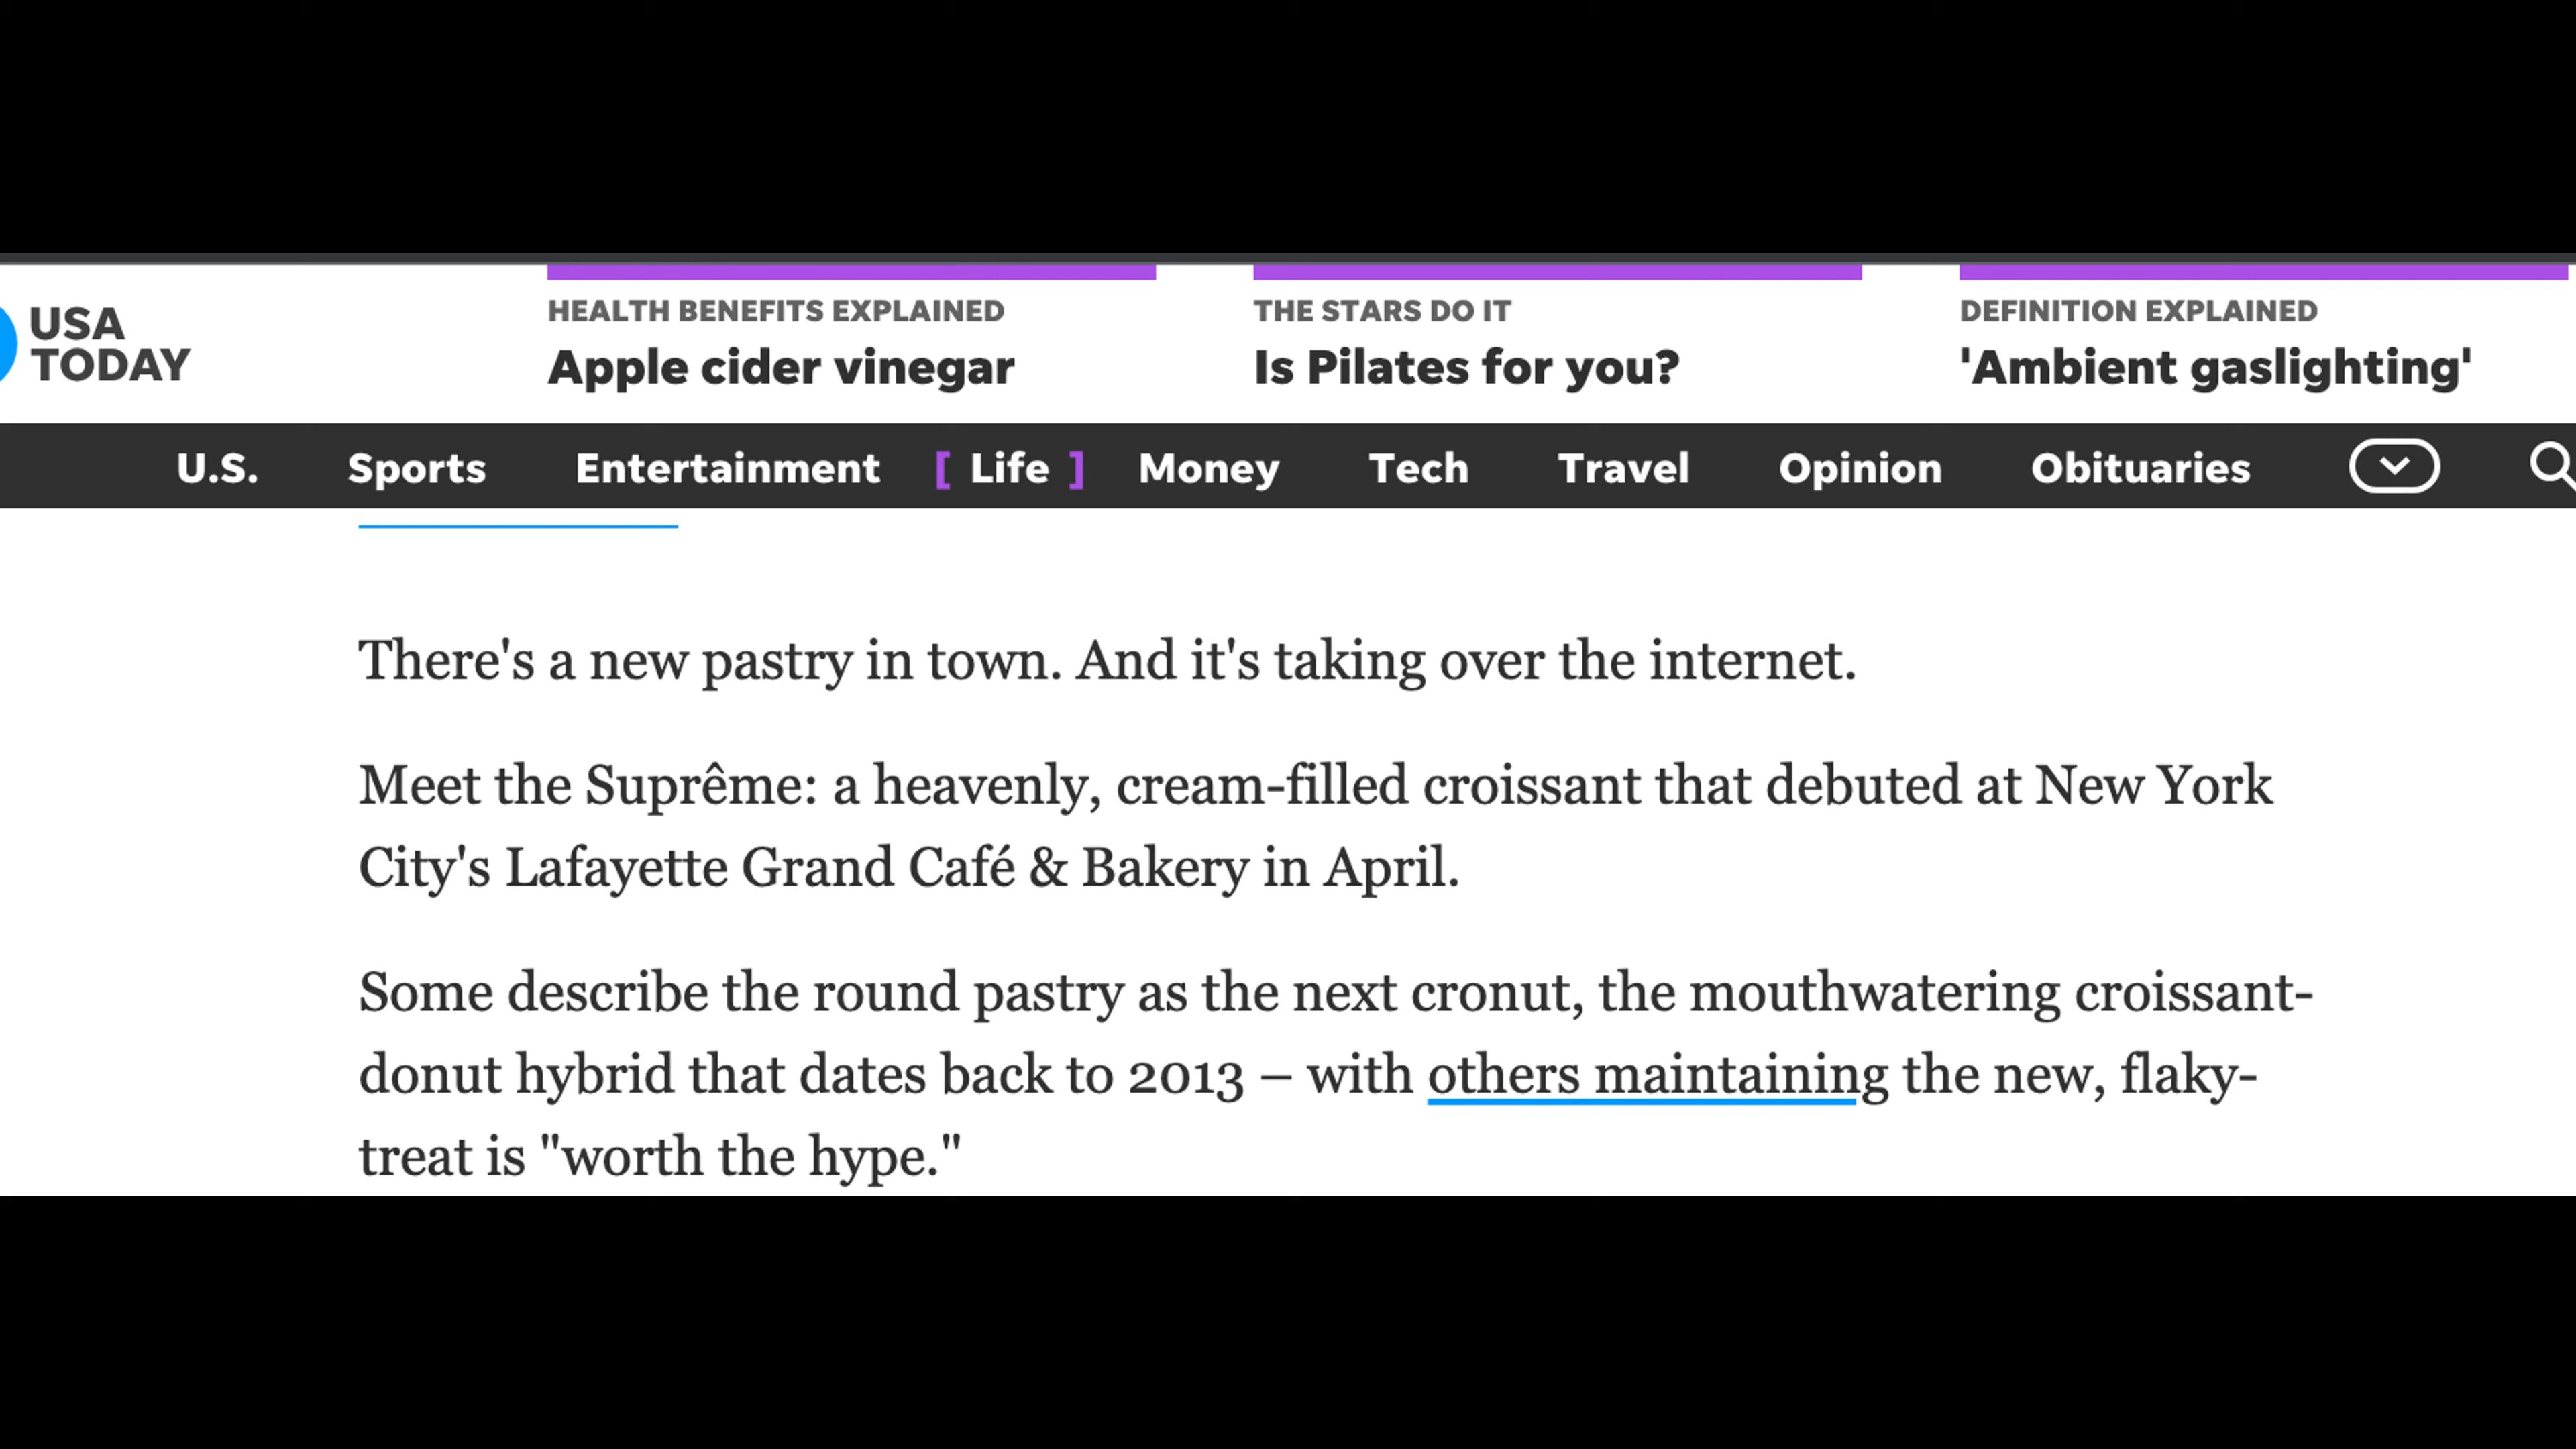 USA
TODAY
HEALTH BENEFITS EXPLAINED
Apple cider vinegar
THE STARS DO IT
Is Pilates for you?
DEFINITION EXPLAINED
'Ambient gaslighting'
U.S. Sports Entertainment [ Life ] Money Tech Travel Opinion Obituaries
There's a new pastry in town. And it's taking over the internet.
Meet the Suprême: a heavenly, cream-filled croissant that debuted at New York
City's Lafayette Grand Café & Bakery in April.
Some describe the round pastry as the next cronut, the mouthwatering croissant-
donut hybrid that dates back to 2013 – with others maintaining the new, flaky-
treat is "worth the hype."